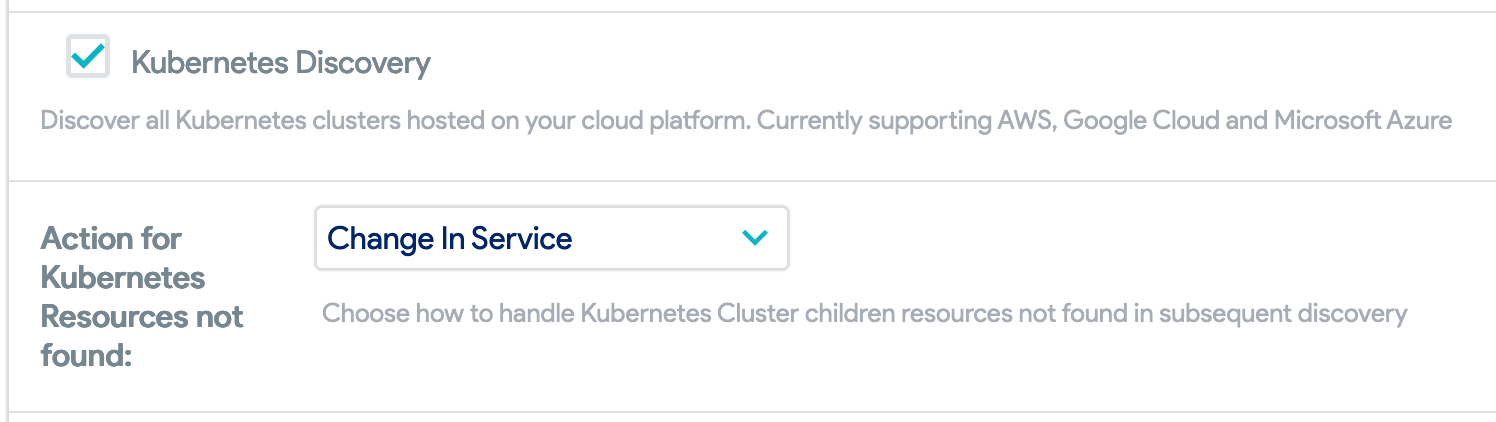 Kubernetes Discovery
Discover all Kubernetes clusters hosted on your cloud platform. Currently supporting AWS, Google Cloud and Microsoft Azure
Action for
Kubernetes
Resources not
found:
Change In Service
Choose how to handle Kubernetes Cluster children resources not found in subsequent discovery